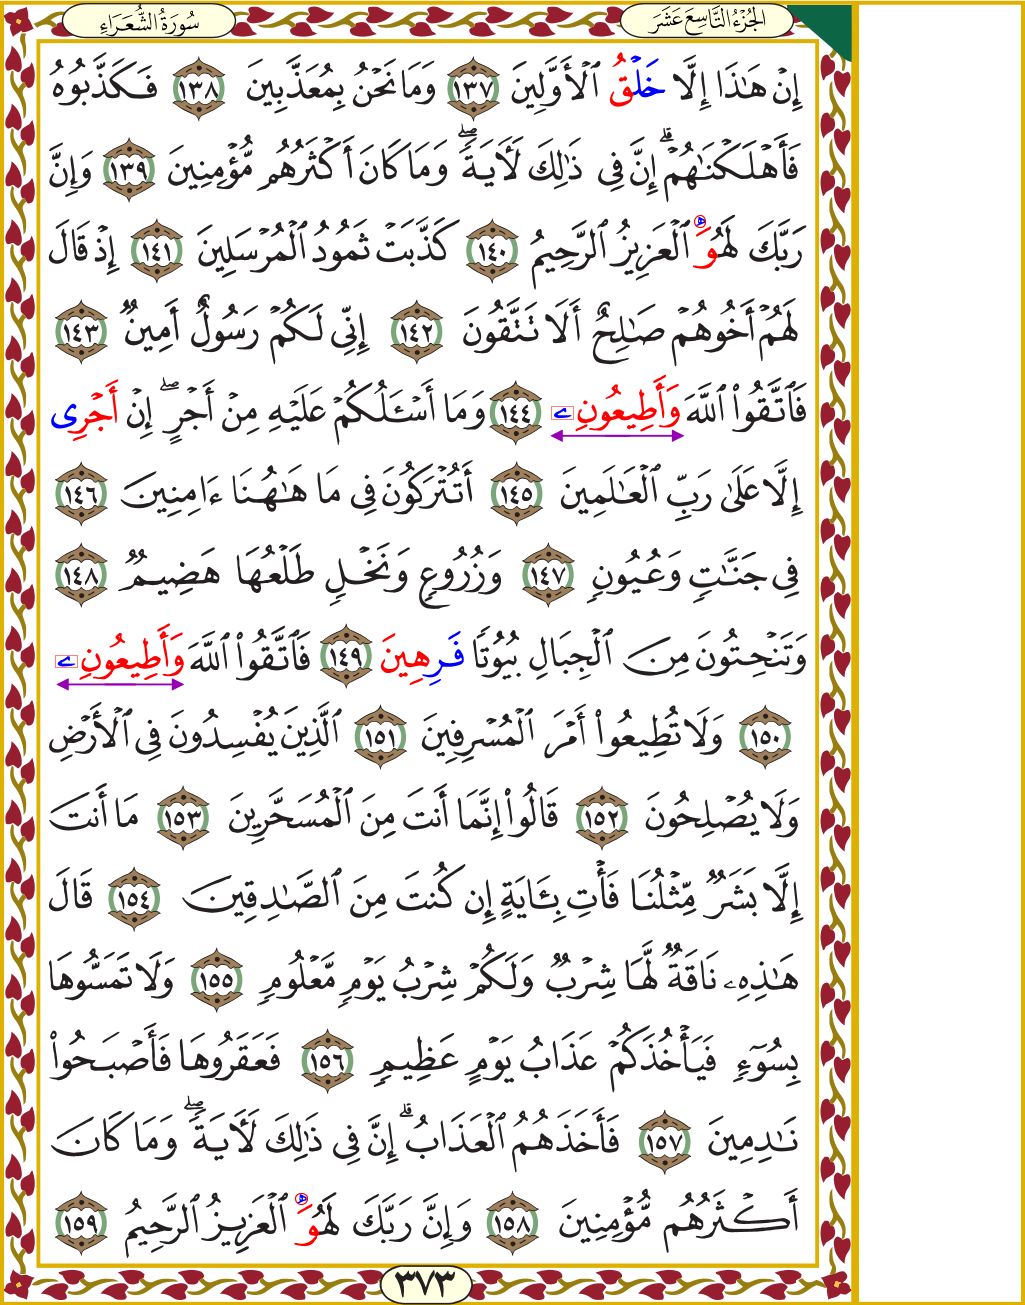 سُورَةُ الشُّعَرَاءِ
الجُزْءُ التَّاسِعَ عَشَرَ
إِنْ هَٰذَا إِلَّا خَلْقُ ٱلْأَوَّلِينَ ١٣٧ وَمَا نَحْنُ بِمُعَذَّبِينَ ١٣٨ فَكَذَّبُوهُ
فَأَهْلَكْنَٰهُمْۗ إِنَّ فِى ذَٰلِكَ لَأٓيَةًۖ وَمَا كَانَ أَكْثَرُهُم مُّؤْمِنِينَ ١٣٩ وَإِنَّ
رَبَّكَ لَهُوَ ٱلْعَزِيزُ ٱلرَّحِيمُ ١٤٠ كَذَّبَتْ ثَمُودُ ٱلْمُرْسَلِينَ ١٤١ إِذْ قَالَ
لَهُمْ أَخُوهُمْ صَٰلِحٌ أَلَا تَتَّقُونَ ١٤٢ إِنِّى لَكُمْ رَسُولٌ أَمِينٌ ١٤٣
فَٱتَّقُوا۟ ٱللَّهَ وَأَطِيعُونِ ے ١٤٤ وَمَا أَسْـَٔلُكُمْ عَلَيْهِ مِنْ أَجْرٍۖ إِنْ أَجْرِى
إِلَّا عَلَىٰ رَبِّ ٱلْعَٰلَمِينَ ١٤٥ أَتُتْرَكُونَ فِى مَا هَٰهُنَا ءَامِنِينَ ١٤٦
فِى جَنَّٰتٍ وَعُيُونٍ ١٤٧ وَزُرُوعٍ وَنَخْلٍ طَلْعُهَا هَضِيمٌ ١٤٨
وَتَنْحِتُونَ مِنَ ٱلْجِبَالِ بُيُوتًا فَرِهِينَ ١٤٩ فَٱتَّقُوا۟ ٱللَّهَ وَأَطِيعُونِ ے
١٥٠ وَلَا تُطِيعُوا۟ أَمْرَ ٱلْمُسْرِفِينَ ١٥١ ٱلَّذِينَ يُفْسِدُونَ فِى ٱلْأَرْضِ
وَلَا يُصْلِحُونَ ١٥٢ قَالُوا۟ إِنَّمَا أَنتَ مِنَ ٱلْمُسَحَّرِينَ ١٥٣ مَا أَنتَ
إِلَّا بَشَرٌ مِّثْلُنَا فَأْتِ بِـَٔايَةٍ إِن كُنتَ مِنَ ٱلصَّٰدِقِينَ ١٥٤ قَالَ
هَٰذِهِۦ نَاقَةٌ لَّهَا شِرْبٌ وَلَكُمْ شِرْبُ يَوْمٍ مَّعْلُومٍ ١٥٥ وَلَا تَمَسُّوهَا
بِسُوٓءٍ فَيَأْخُذَكُمْ عَذَابُ يَوْمٍ عَظِيمٍ ١٥٦ فَعَقَرُوهَا فَأَصْبَحُوا۟
نَٰدِمِينَ ١٥٧ فَأَخَذَهُمُ ٱلْعَذَابُۗ إِنَّ فِى ذَٰلِكَ لَأٓيَةًۖ وَمَا كَانَ
أَكْثَرُهُم مُّؤْمِنِينَ ١٥٨ وَإِنَّ رَبَّكَ لَهُوَ ٱلْعَزِيزُ ٱلرَّحِيمُ ١٥٩
٣٧٣